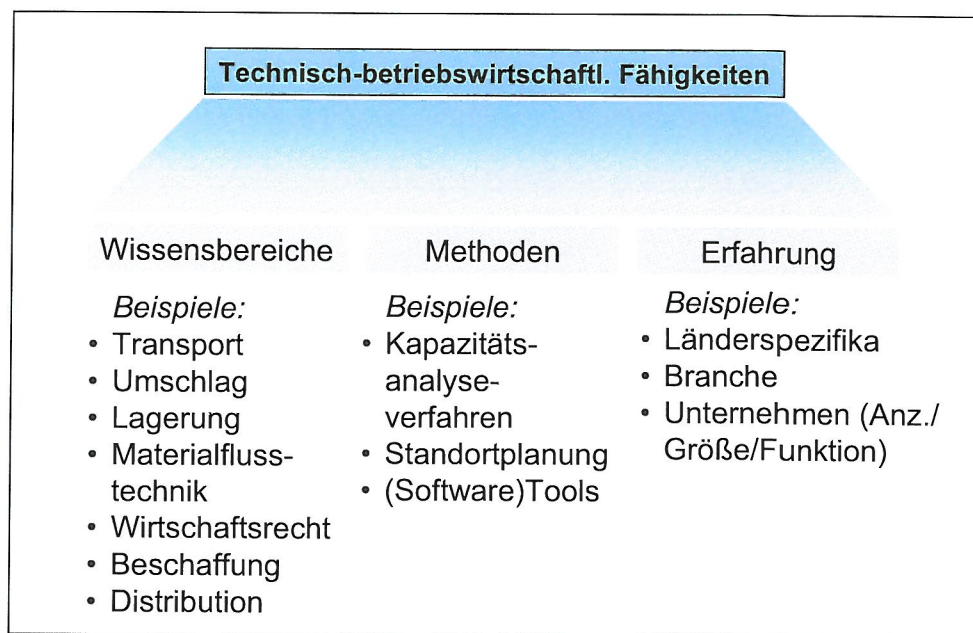 Technisch-betriebswirtschaftl. Fähigkeiten
Wissensbereiche
Beispiele:
• Transport
• Umschlag
• Lagerung
• Materialfluss-
technik
• Wirtschaftsrecht
• Beschaffung
• Distribution
Methoden
Beispiele:
• Kapazitäts-
analyse-
verfahren
• Standortplanung
• (Software)Tools
Erfahrung
Beispiele:
• Länderspezifika
• Branche
• Unternehmen (Anz./
Größe/Funktion)